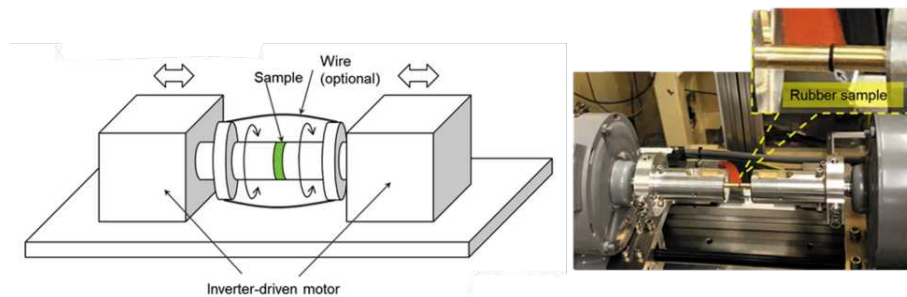 Sample
Wire
(optional)
Inverter-driven motor
Rubber sample